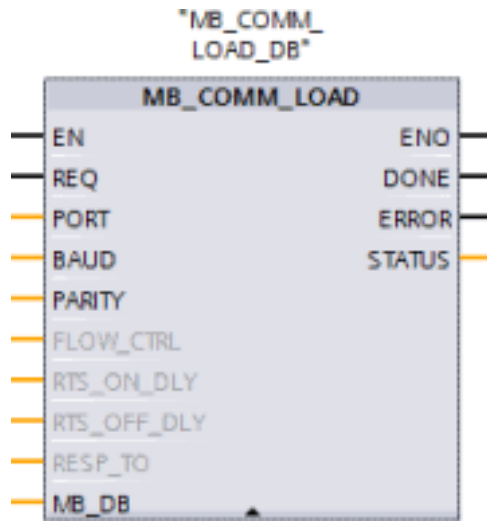 "MB_COMM_
LOAD_DB"
MB_COMM_LOAD
EN ENO
REQ DONE
PORT ERROR
BAUD STATUS
PARITY
FLOW_CTRL
RTS_ON_DLY
RTS_OFF_DLY
RESP_TO
MB_DB